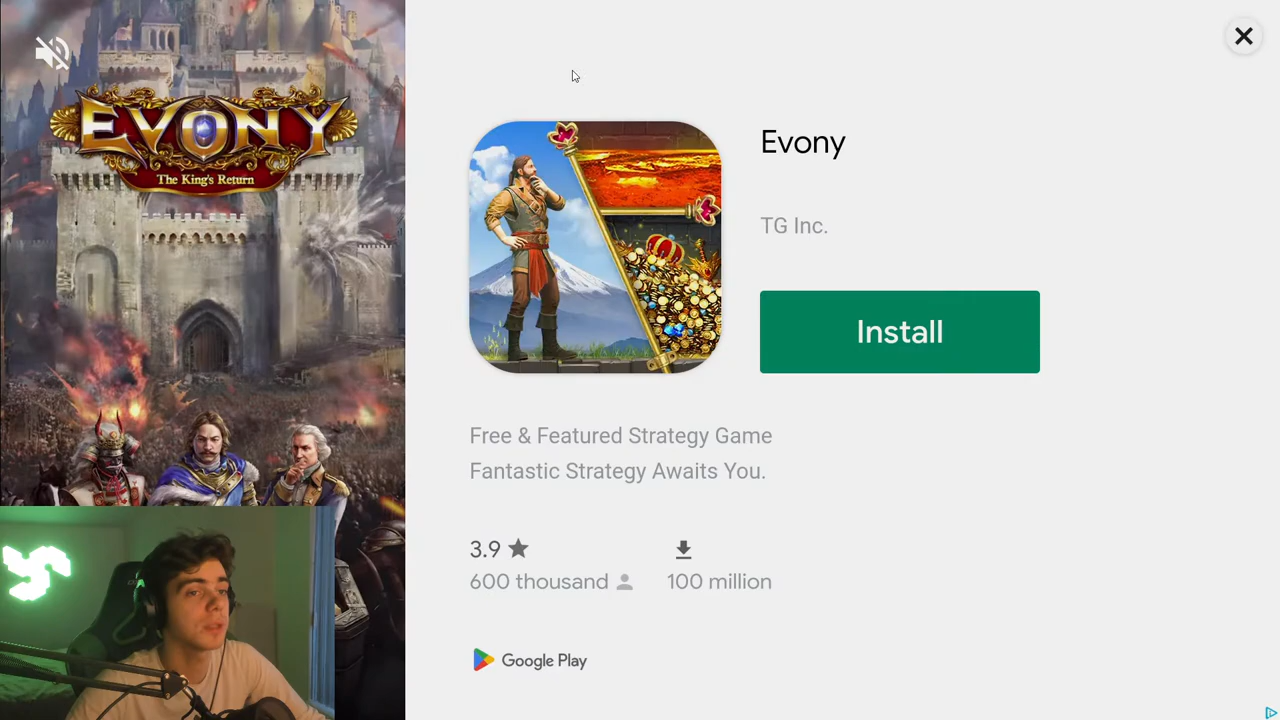 EVONY
The King's Return
Evony
TG Inc.
Install
Free & Featured Strategy Game
Fantastic Strategy Awaits You.
3.9
600 thousand
100 million
Google Play